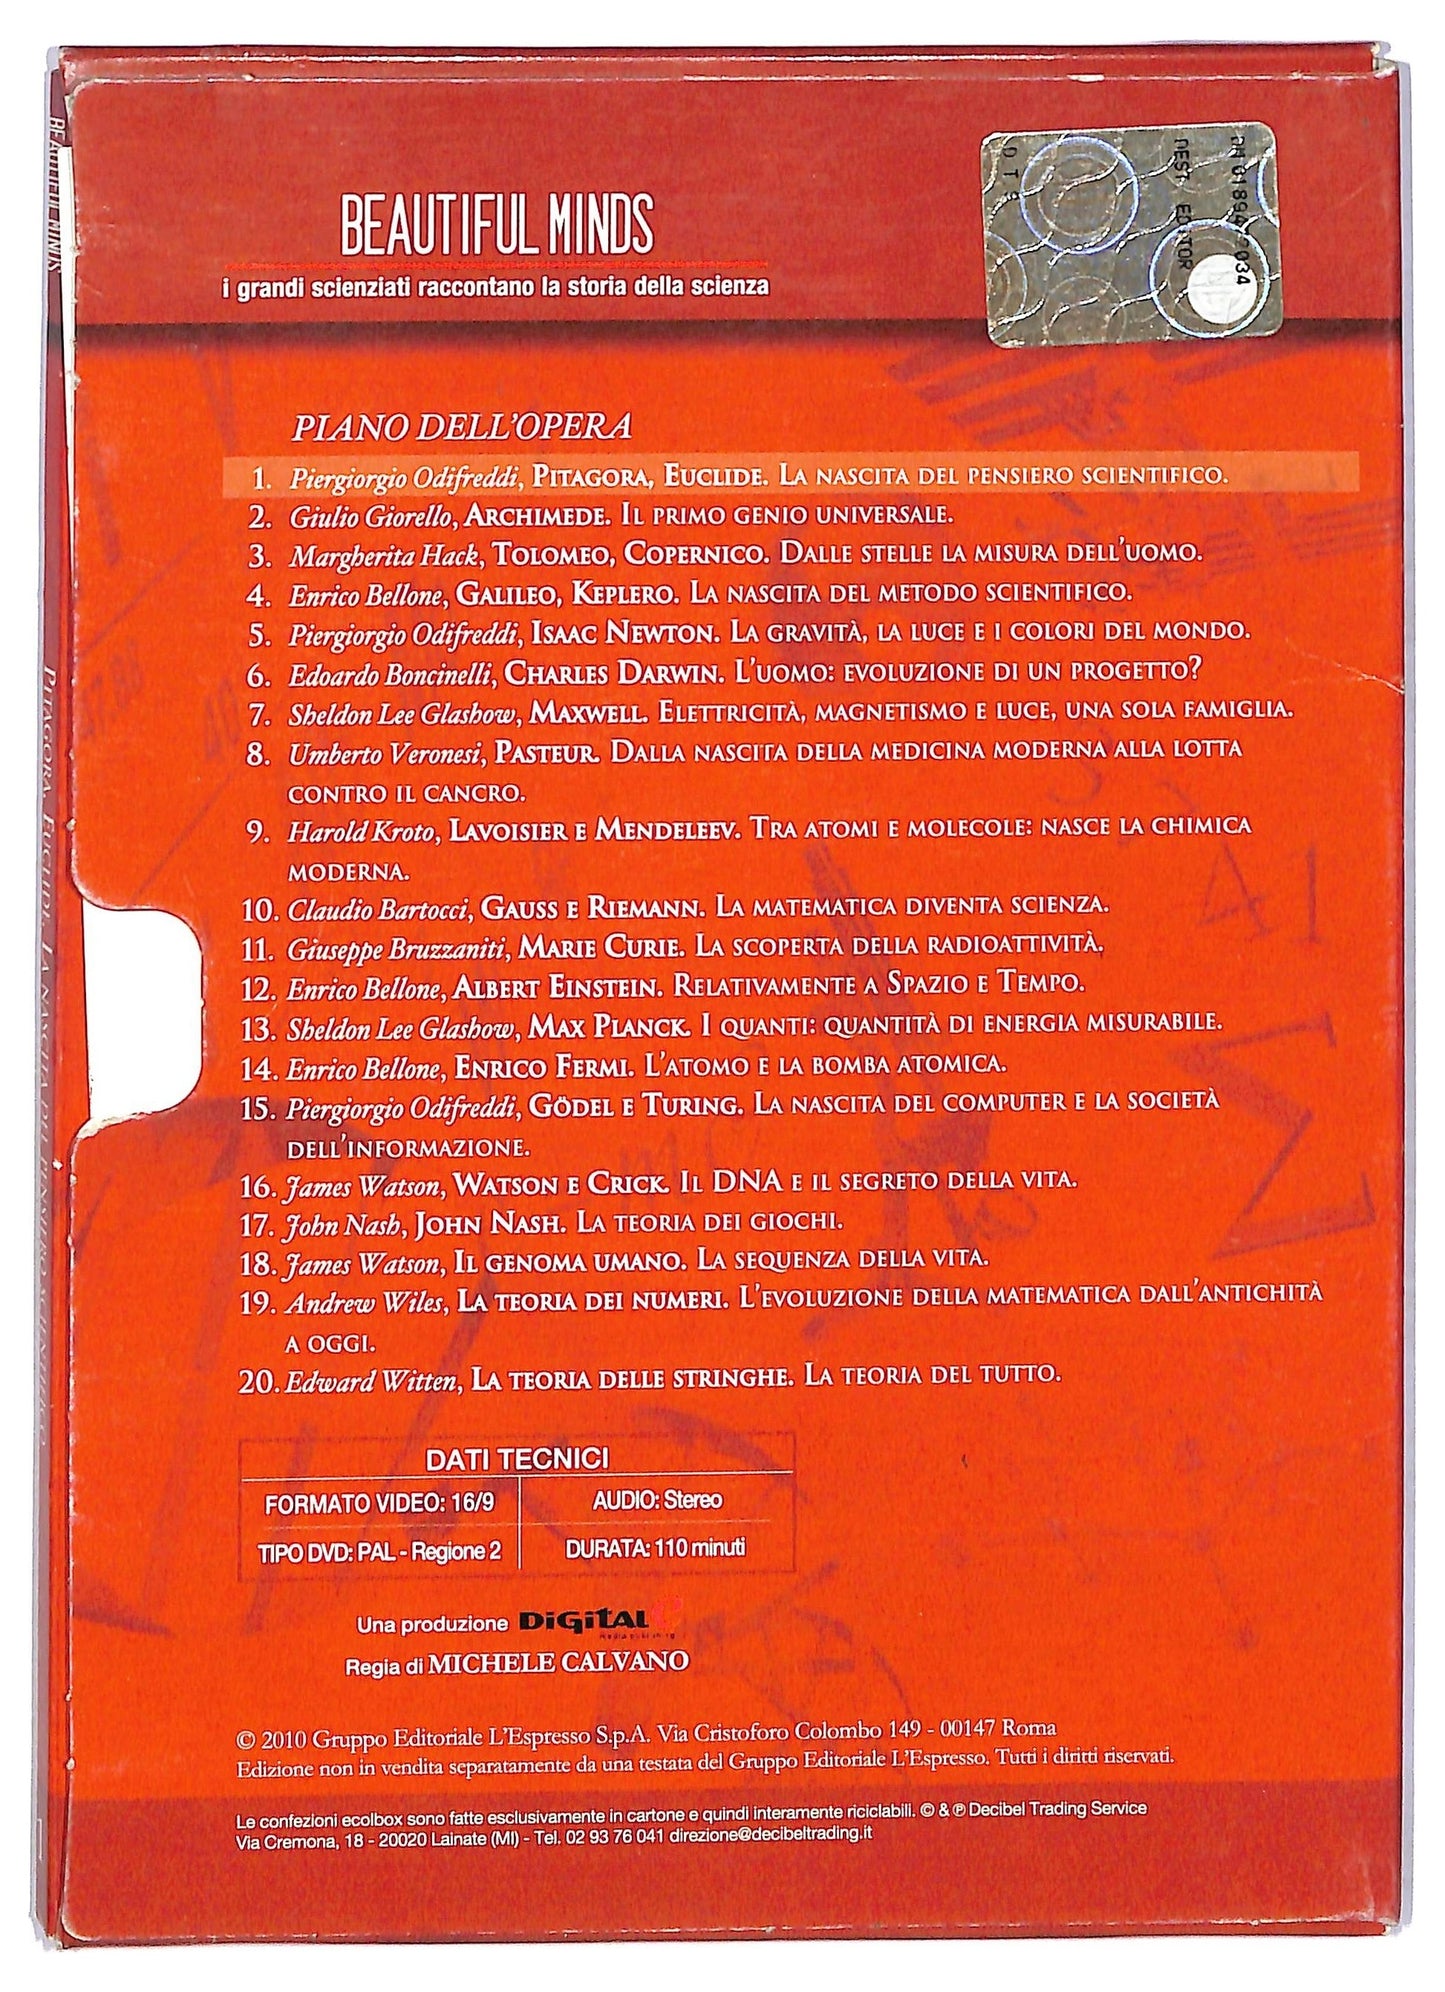 BEAUTIFUL MINDS
i grandi scienziati raccontano la storia della scienza
PIANO DELL'OPERA
1. Piergiorgio Odifreddi, PITAGORA, EUCLIDE. LA NASCITA DEL PENSIERO SCIENTIFICO.
2. Giulio Giorello, ARCHIMEDE. IL PRIMO GENIO UNIVERSALE.
3. Margherita Hack, TOLOMEO, COPERNICO. DALLE STELLE LA MISURA DELL'UOMO.
4. Enrico Bellone, GALILEO, KEPLERO. LA NASCITA DEL METODO SCIENTIFICO.
5. Piergiorgio Odifreddi, ISAAC NEWTON. LA GRAVITÀ, LA LUCE E I COLORI DEL MONDO.
6. Edoardo Boncinelli, CHARLES DARWIN. L'UOMO: EVOLUZIONE DI UN PROGETTO?
7. Sheldon Lee Glashow, MAXWELL. ELETTRICITÀ, MAGNETISMO E LUCE, UNA SOLA FAMIGLIA.
8. Umberto Veronesi, PASTEUR. DALLA NASCITA DELLA MEDICINA MODERNA ALLA LOTTA
CONTRO IL CANCRO.
9. Harold Kroto, LAVOISIER E MENDELEEV. TRA ATOMI E MOLECOLE: NASCE LA CHIMICA
MODERNA.
10. Claudio Bartocci, GAUSS E RIEMANN. LA MATEMATICA DIVENTA SCIENZA.
11. Giuseppe Bruzzaniti, MARIE CURIE. LA SCOPERTA DELLA RADIOATTIVITÀ.
12. Enrico Bellone, ALBERT EINSTEIN. RELATIVAMENTE A SPAZIO E TEMPO.
13. Sheldon Lee Glashow, MAX PLANCK. I QUANTI: QUANTITÀ DI ENERGIA MISURABILE.
14. Enrico Bellone, ENRICO FERMI. L'ATOMO E LA BOMBA ATOMICA.
15. Piergiorgio Odifreddi, GÖDEL E TURING. LA NASCITA DEL COMPUTER E LA SOCIETÀ
DELL'INFORMAZIONE.
16. James Watson, WATSON E CRICK. IL DNA E IL SEGRETO DELLA VITA.
17. John Nash, JOHN NASH. LA TEORIA DEI GIOCHI.
18. James Watson, IL GENOMA UMANO. LA SEQUENZA DELLA VITA.
19. Andrew Wiles, LA TEORIA DEI NUMERI. L'EVOLUZIONE DELLA MATEMATICA DALL'ANTICHITÀ
A OGGI.
20. Edward Witten, LA TEORIA DELLE STRINGHE. LA TEORIA DEL TUTTO.
DATI TECNICI
FORMATO VIDEO: 16/9
AUDIO: Stereo
TIPO DVD: PAL - Regione 2
DURATA: 110 minuti
Una produzione DiGiTAL
Regia di MICHELE CALVANO
© 2010 Gruppo Editoriale L'Espresso S.p.A. Via Cristoforo Colombo 149 - 00147 Roma
Edizione non in vendita separatamente da una testata del Gruppo Editoriale L'Espresso. Tutti i diritti riservati.
Le confezioni ecolbox sono fatte esclusivamente in cartone e quindi interamente riciclabili. © & ℗ Decibel Trading Service
Via Cremona, 18 - 20020 Lainate (MI) - Tel. 02 93 76 041 direzione@decibeltrading.it
BEAUTIFUL MINDS
PITAGORA, EUCLIDE. LA NASCITA DEL PENSIERO SCIENTIFICO
DEST. EDITOR